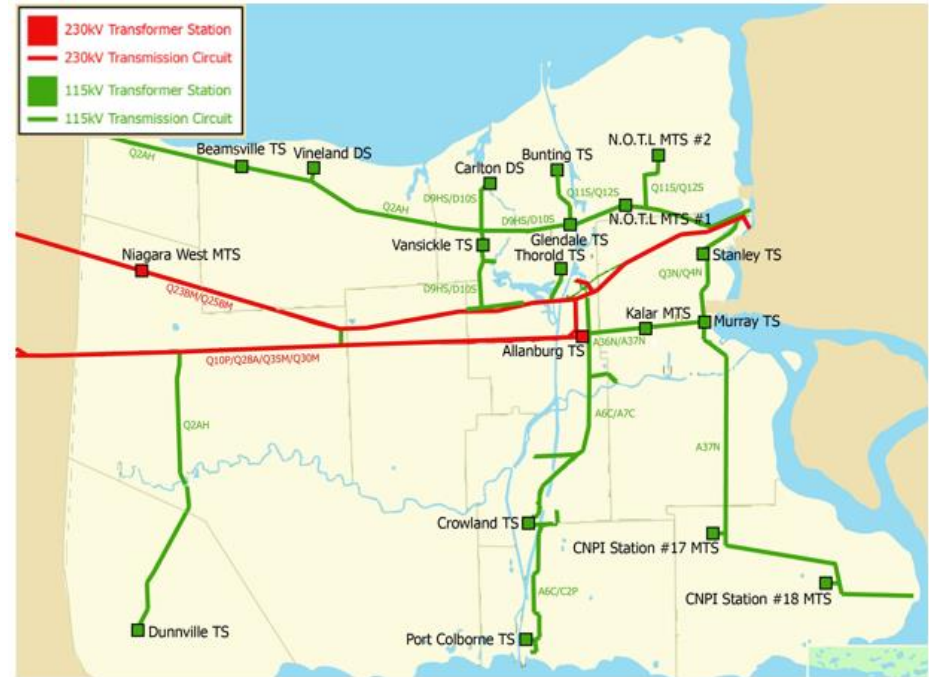 230kV Transformer Station
230kV Transmission Circuit
115kV Transformer Station
115kV Transmission Circuit
Q2AH
Beamsville TS
Vineland DS
Carlton DS
Bunting TS
N.O.T.L MTS #2
D9HS/D10S
Q11S/Q12S
Q11S/Q12S
Q2AH
D9HS/D10S
N.O.T.L MTS #1
Vansickle TS
Glendale TS
Thorold TS
Stanley TS
Niagara West MTS
Q3N/Q4N
Q23BM/Q25BM
D9HS/D10S
Kalar MTS
Murray TS
Allanburg TS
A36N/A37N
Q10P/Q28A/Q35M/Q30M
A6C/A7C
Q2AH
A37N
Crowland TS
CNPI Station #17 MTS
A6C/C2P
CNPI Station #18 MTS
Dunnville TS
Port Colborne TS